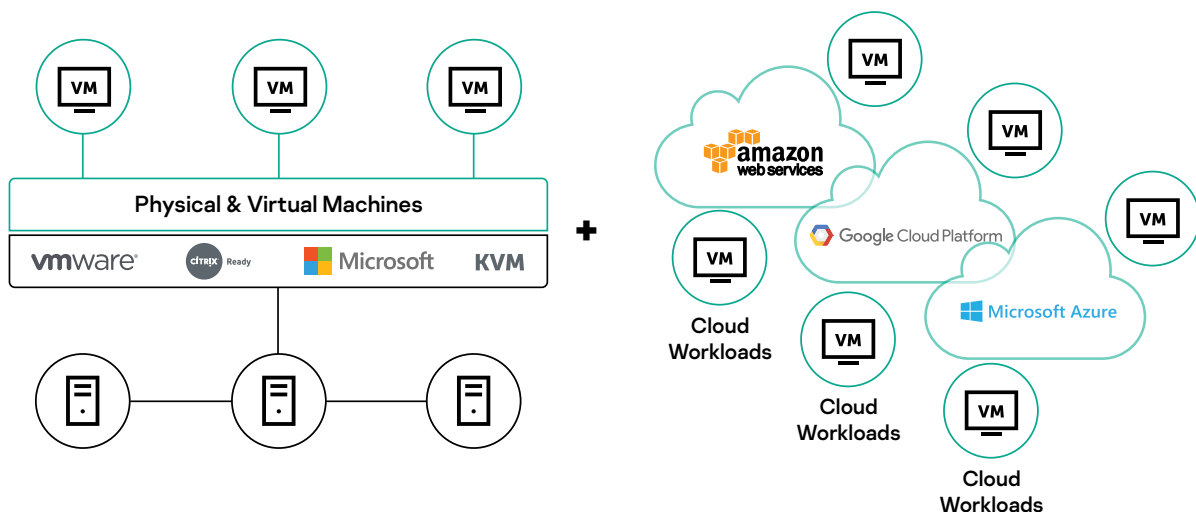 VM
VM
VM
Physical & Virtual Machines
vmware®
CITRIX Ready
Microsoft
KVM
+
VM
VM
VM
amazon
web services
Google Cloud Platform
Microsoft Azure
VM
Cloud
Workloads
VM
Cloud
Workloads
VM
Cloud
Workloads